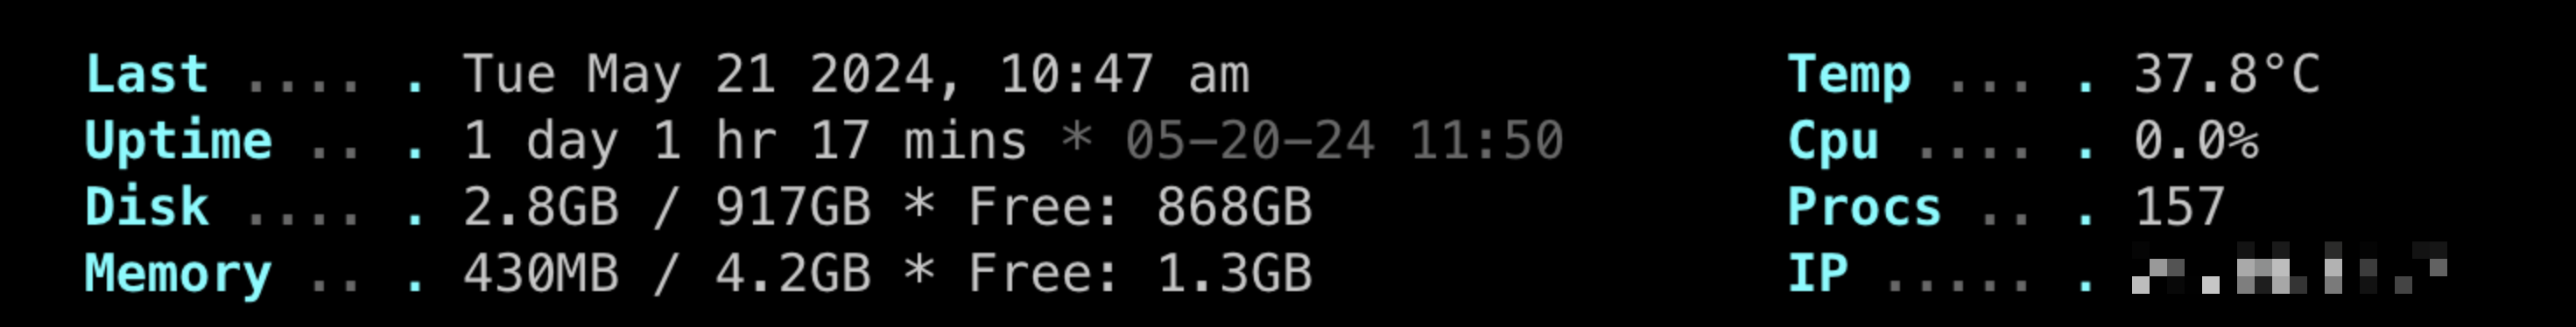 Last .... . Tue May 21 2024, 10:47 am Temp ... . 37.8°C
Uptime .. . 1 day 1 hr 17 mins * 05-20-24 11:50 Cpu .... . 0.0%
Disk .... . 2.8GB / 917GB * Free: 868GB Procs .. . 157
Memory .. . 430MB / 4.2GB * Free: 1.3GB IP ..... .